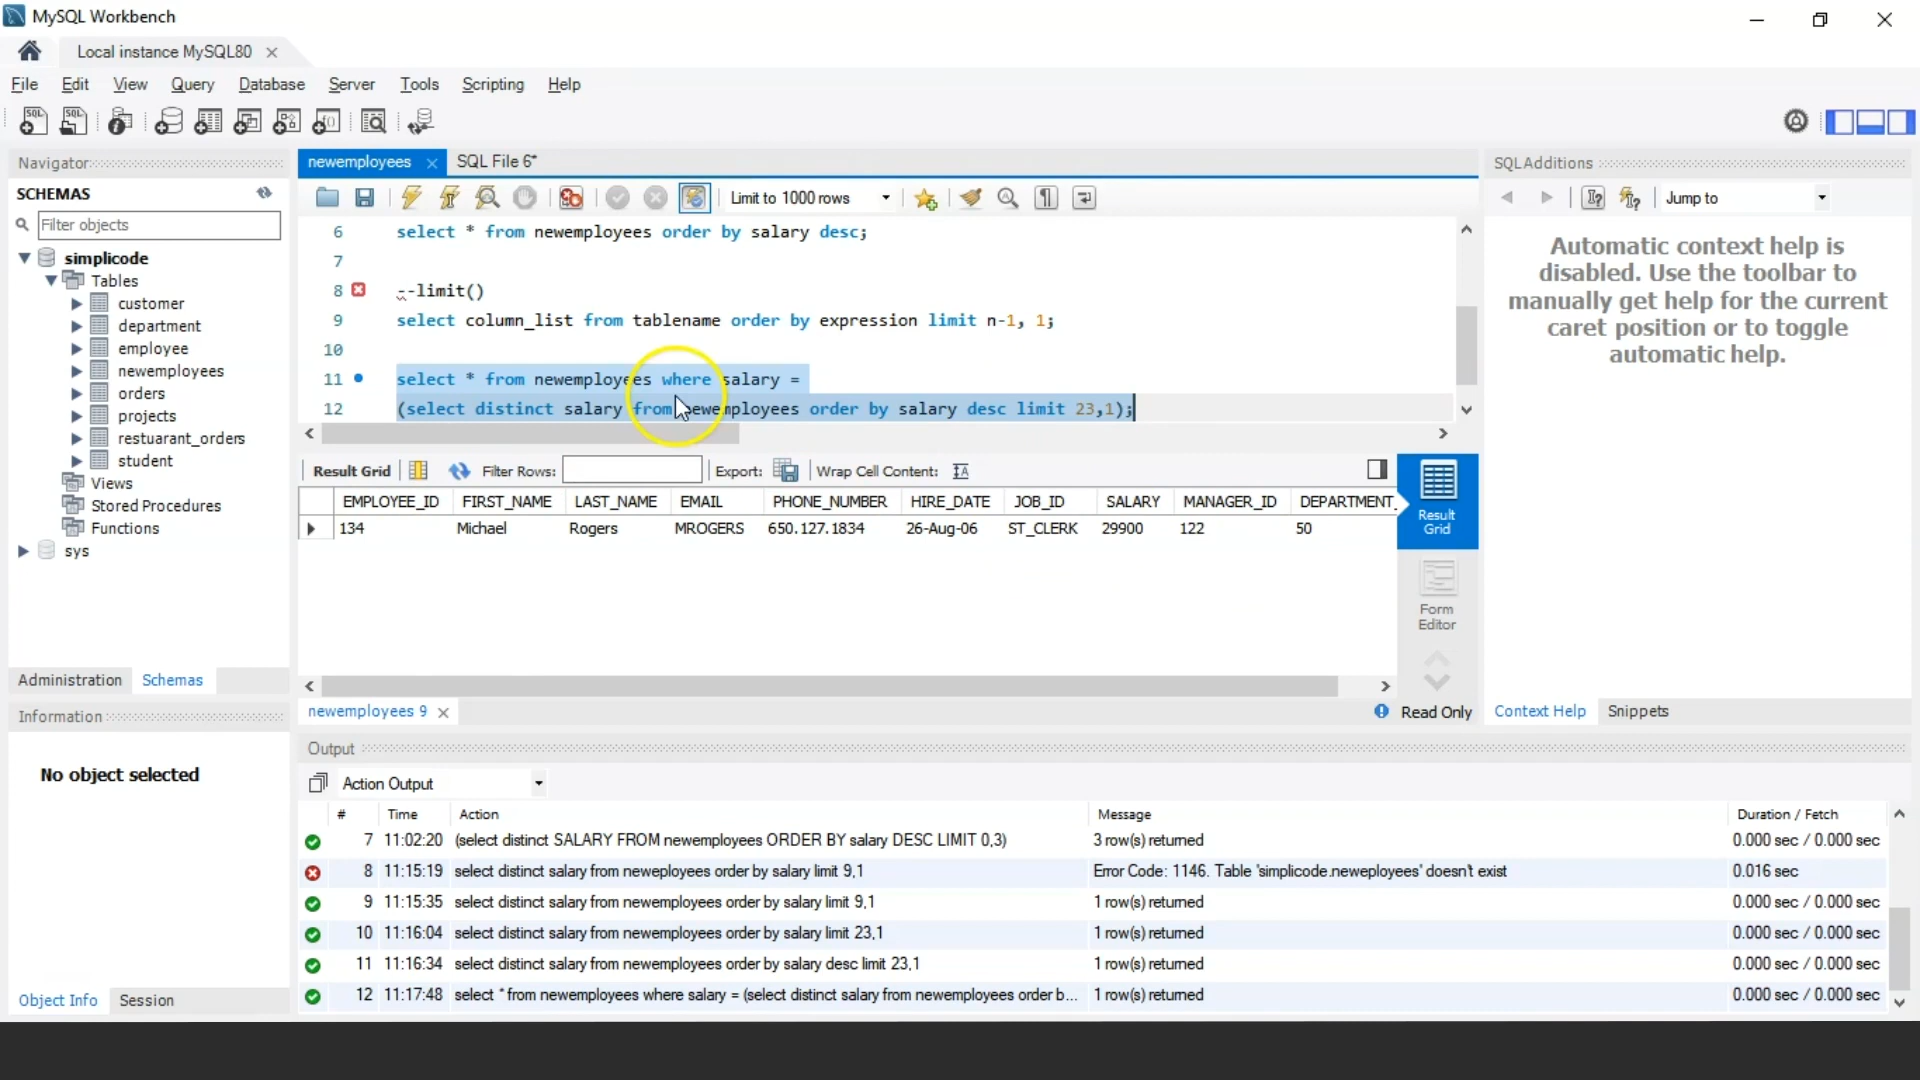 MySQL Workbench
Local instance MySQL80
File Edit View Query Database Server Tools Scripting Help
Navigator
SCHEMAS
Filter objects
simplicode
Tables
customer
department
employee
newemployees
orders
projects
restuarant_orders
student
Views
Stored Procedures
Functions
sys
Administration Schemas
Information
No object selected
Object Info Session
newemployees SQL File 6*
Limit to 1000 rows
6 select * from newemployees order by salary desc;
7
8 --limit()
9 select column_list from tablename order by expression limit n-1, 1;
10
11 select * from newemployees where salary =
12 (select distinct salary from newemployees order by salary desc limit 23,1);
Result Grid Filter Rows: Export: Wrap Cell Content:
EMPLOYEE_ID FIRST_NAME LAST_NAME EMAIL PHONE_NUMBER HIRE_DATE JOB_ID SALARY MANAGER_ID DEPARTMENT_
134 Michael Rogers MROGERS 650.127.1834 26-Aug-06 ST_CLERK 29900 122 50
Result
Grid
Form
Editor
newemployees 9
Read Only
SQLAdditions
Jump to
Automatic context help is
disabled. Use the toolbar to
manually get help for the current
caret position or to toggle
automatic help.
Context Help Snippets
Output
Action Output
# Time Action Message Duration / Fetch
7 11:02:20 (select distinct SALARY FROM newemployees ORDER BY salary DESC LIMIT 0,3) 3 row(s) returned 0.000 sec / 0.000 sec
8 11:15:19 select distinct salary from neweployees order by salary limit 9,1 Error Code: 1146. Table 'simplicode.neweployees' doesn't exist 0.016 sec
9 11:15:35 select distinct salary from newemployees order by salary limit 9,1 1 row(s) returned 0.000 sec / 0.000 sec
10 11:16:04 select distinct salary from newemployees order by salary limit 23,1 1 row(s) returned 0.000 sec / 0.000 sec
11 11:16:34 select distinct salary from newemployees order by salary desc limit 23,1 1 row(s) returned 0.000 sec / 0.000 sec
12 11:17:48 select * from newemployees where salary = (select distinct salary from newemployees order b... 1 row(s) returned 0.000 sec / 0.000 sec